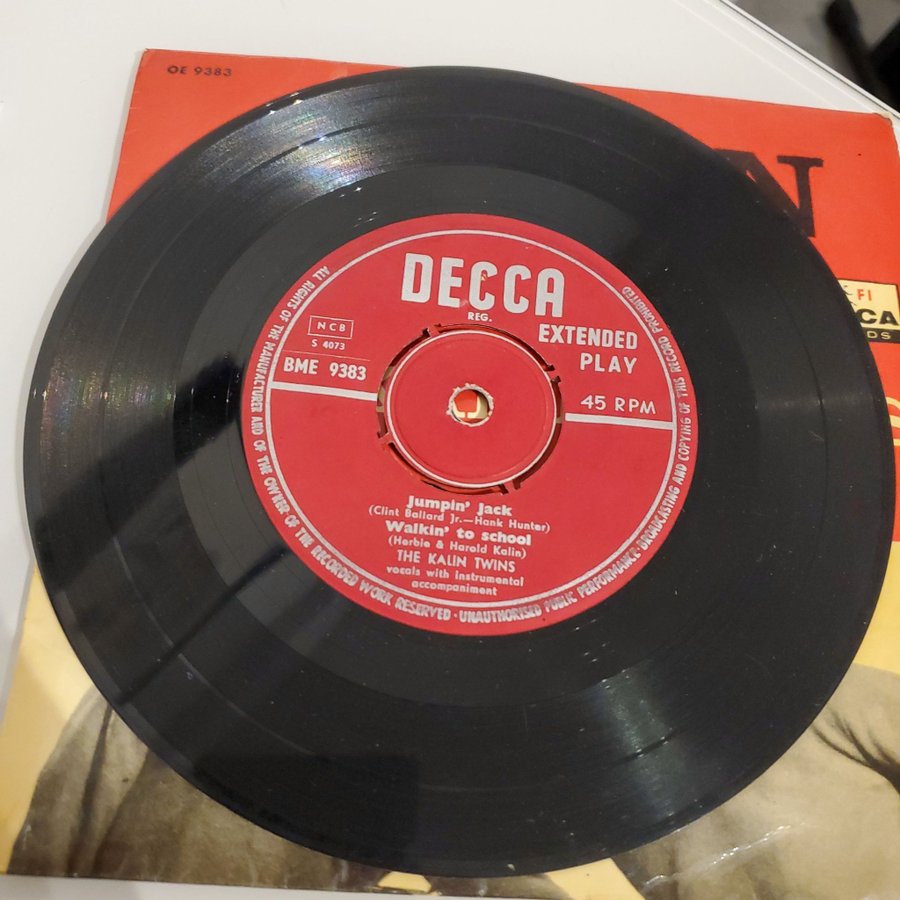 OE 9383
N
FI
CA
DS
DECCA
REG.
EXTENDED
PLAY
NCB
S 4073
BME 9383
45 RPM
Jumpin' Jack
(Clint Ballard Jr.—Hank Hunter)
Walkin' to school
(Herbie & Harold Kalin)
THE KALIN TWINS
vocals with instrumental
accompaniment
ALL RIGHTS OF THE MANUFACTURER AND OF THE OWNER OF THE RECORDED WORK RESERVED · UNAUTHORISED PUBLIC PERFORMANCE · BROADCASTING AND COPYING OF THIS RECORD PROHIBITED